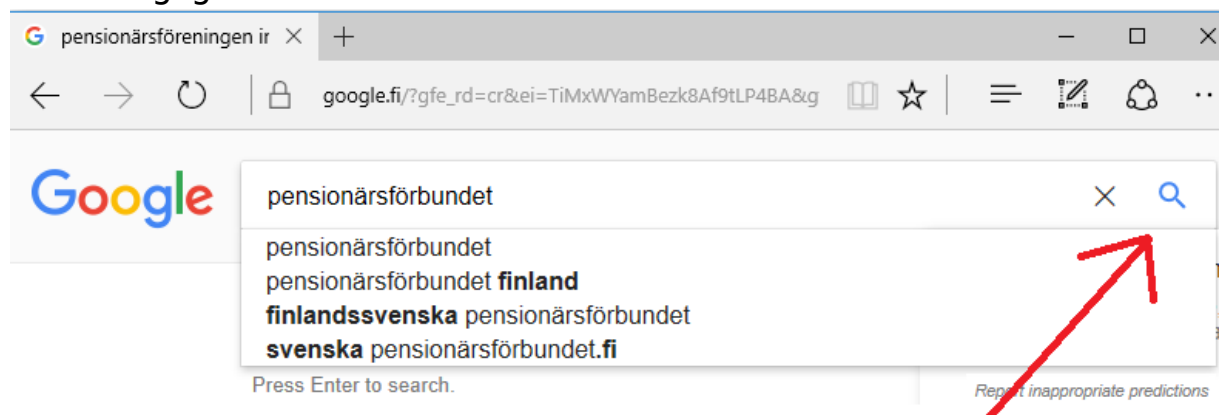 pensionärsföreningen ir
google.fi/?gfe_rd=cr&ei=TiMxWYamBezk8Af9tLP4BA&g
Google pensionärsförbundet
pensionärsförbundet
pensionärsförbundet finland
finlandssvenska pensionärsförbundet
svenska pensionärsförbundet.fi
Press Enter to search.
Report inappropriate predictions